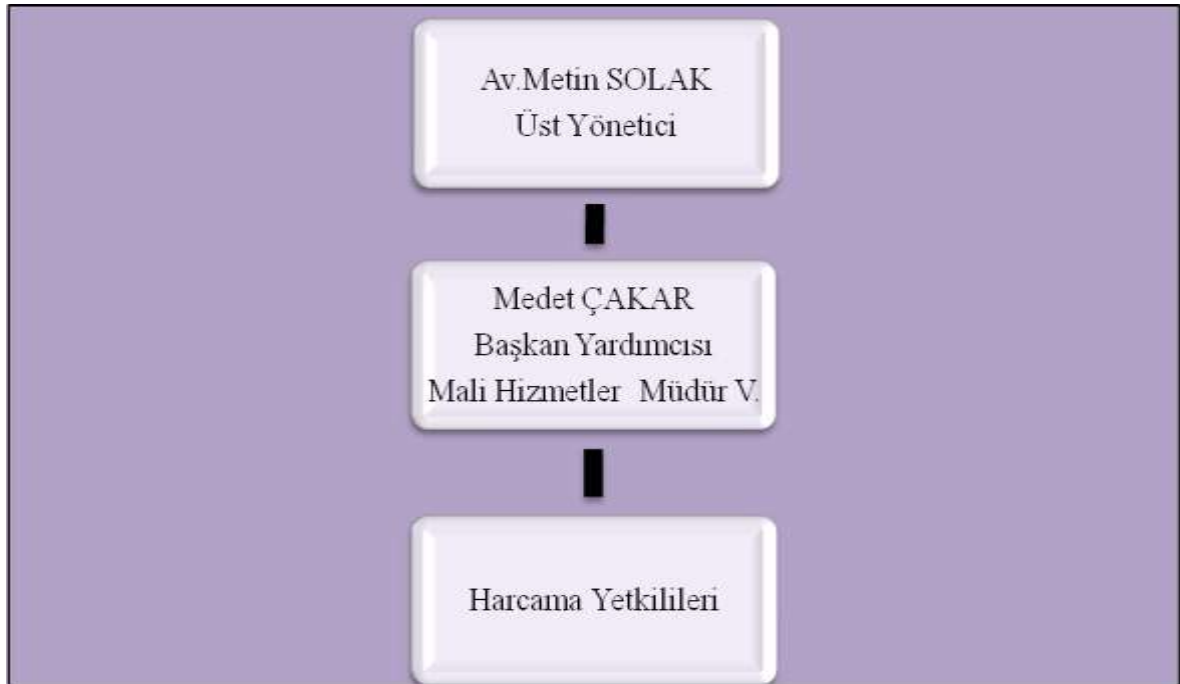 Av.Metin SOLAK
Üst Yönetici
Medet ÇAKAR
Başkan Yardımcısı
Mali Hizmetler Müdür V.
Harcama Yetkilileri